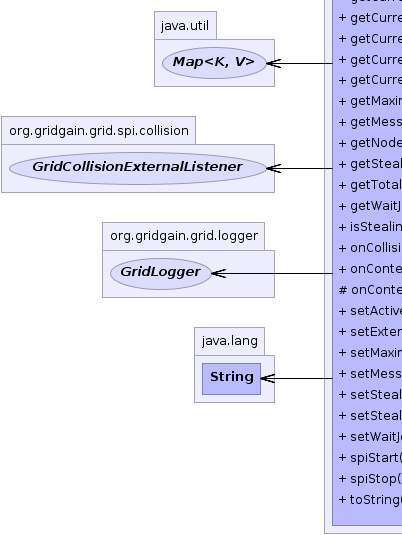 java.util
Map<K, V>
org.gridgain.grid.spi.collision
GridCollisionExternalListener
org.gridgain.grid.logger
GridLogger
java.lang
String
+ getCurre
+ getCurre
+ getCurre
+ getCurre
+ getMaxin
+ getMess
+ getNode
+ getSteal
+ getTotal
+ getWaitJ
+ isStealin
+ onCollisi
+ onConte
# onConte
+ setActive
+ setExter
+ setMaxin
+ setMess
+ setSteal
+ setSteal
+ setWaitJ
+ spiStart(
+ spiStop(
+ toString(